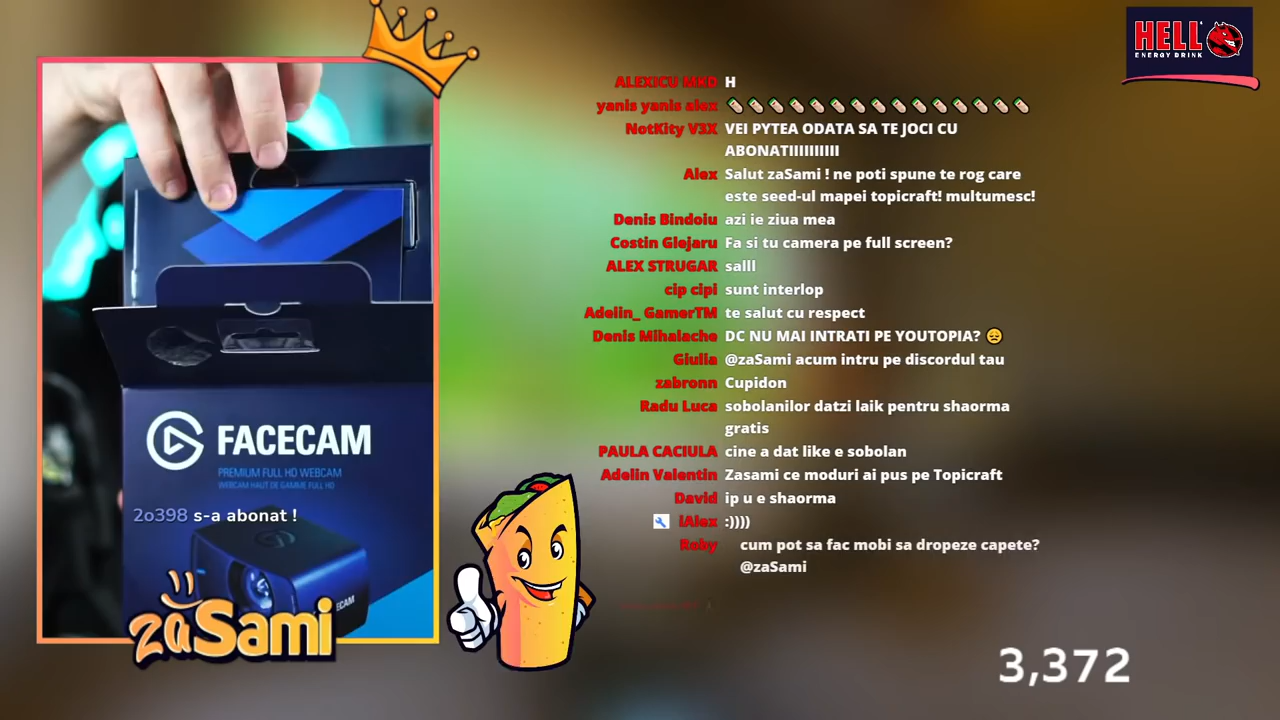 HELL
ENERGY DRINK
ALEXICU MKD H
yanis yanis alex
NotKity V3X VEI PYTEA ODATA SA TE JOCI CU
ABONATIIIIIIIIII
Alex Salut zaSami ! ne poti spune te rog care
este seed-ul mapei topicraft! multumesc!
Denis Bindoiu azi ie ziua mea
Costin Glejaru Fa si tu camera pe full screen?
ALEX STRUGAR salll
cip cipi sunt interlop
Adelin_ GamerTM te salut cu respect
Denis Mihalache DC NU MAI INTRATI PE YOUTOPIA? 😞
Giulia @zaSami acum intru pe discordul tau
zabronn Cupidon
Radu Luca sobolanilor datzi laik pentru shaorma
gratis
PAULA CACIULA cine a dat like e sobolan
Adelin Valentin Zasami ce moduri ai pus pe Topicraft
David ip u e shaorma
iAlex :))))
Roby cum pot sa fac mobi sa dropeze capete?
@zaSami
FACECAM
PREMIUM FULL HD WEBCAM
WEBCAM HAUT DE GAMME FULL HD
2o398 s-a abonat !
zaSami
3,372